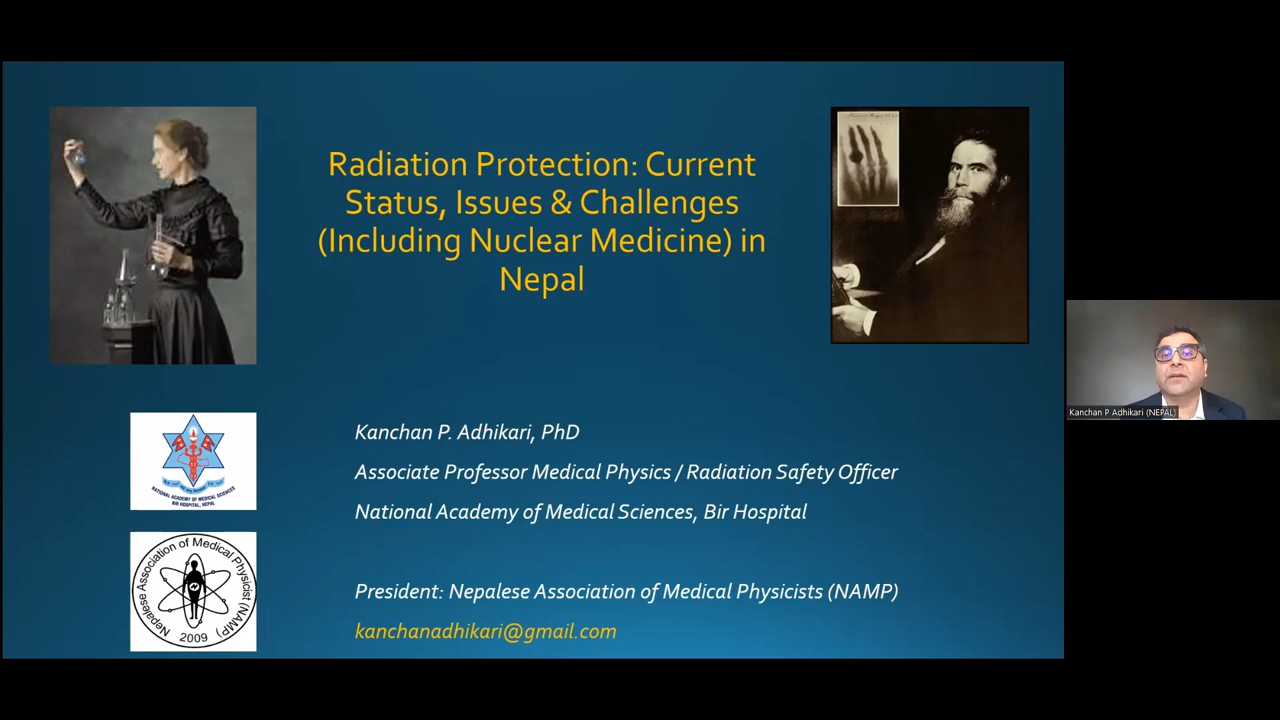 Radiation Protection: Current
Status, Issues & Challenges
(Including Nuclear Medicine) in
Nepal
Kanchan P. Adhikari, PhD
Associate Professor Medical Physics / Radiation Safety Officer
National Academy of Medical Sciences, Bir Hospital
President: Nepalese Association of Medical Physicists (NAMP)
kanchanadhikari@gmail.com
NATIONAL ACADEMY OF MEDICAL SCIENCES
BIR HOSPITAL, NEPAL
Nepalese Association of Medical Physicist (NAMP)
2009
Kanchan P Adhikari (NEPAL)